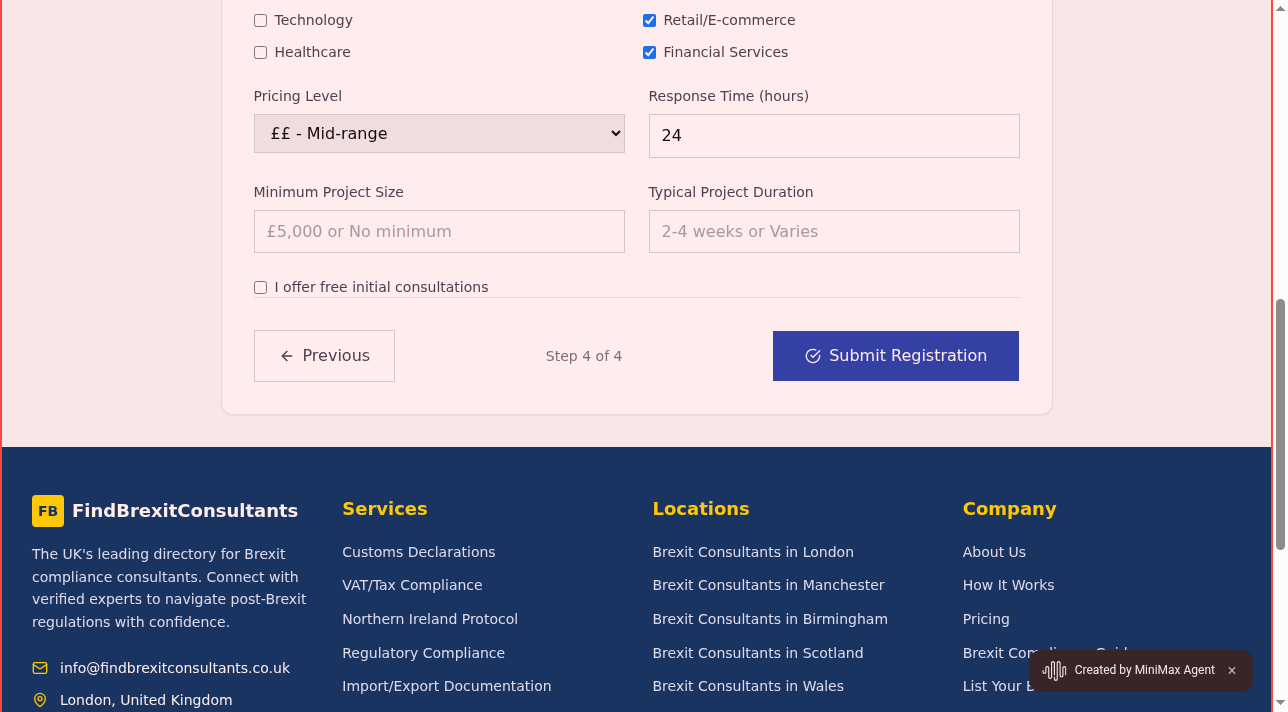 Technology
Retail/E-commerce
Healthcare
Financial Services
Pricing Level
Response Time (hours)
££ - Mid-range
24
Minimum Project Size
Typical Project Duration
£5,000 or No minimum
2-4 weeks or Varies
I offer free initial consultations
Previous
Step 4 of 4
Submit Registration
FB FindBrexitConsultants
The UK's leading directory for Brexit
compliance consultants. Connect with
verified experts to navigate post-Brexit
regulations with confidence.
info@findbrexitconsultants.co.uk
London, United Kingdom
Services
Customs Declarations
VAT/Tax Compliance
Northern Ireland Protocol
Regulatory Compliance
Import/Export Documentation
Locations
Brexit Consultants in London
Brexit Consultants in Manchester
Brexit Consultants in Birmingham
Brexit Consultants in Scotland
Brexit Consultants in Wales
Company
About Us
How It Works
Pricing
Brexit
List Your
Created by MiniMax Agent ×